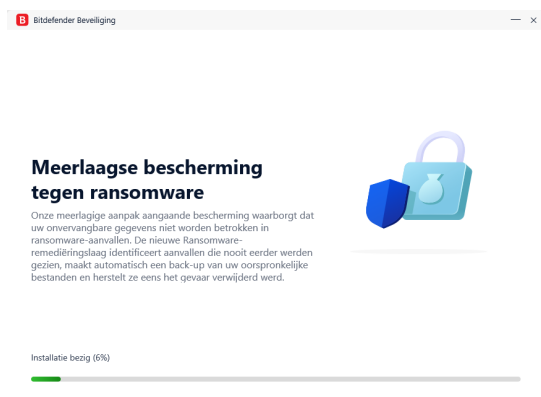 B Bitdefender Beveiliging
Meerlaagse bescherming
tegen ransomware
Onze meerlagige aanpak aangaande bescherming waarborgt dat
uw onvervangbare gegevens niet worden betrokken in
ransomware-aanvallen. De nieuwe Ransomware-
remediëringslaag identificeert aanvallen die nooit eerder werden
gezien, maakt automatisch een back-up van uw oorspronkelijke
bestanden en herstelt ze eens het gevaar verwijderd werd.
Installatie bezig (6%)